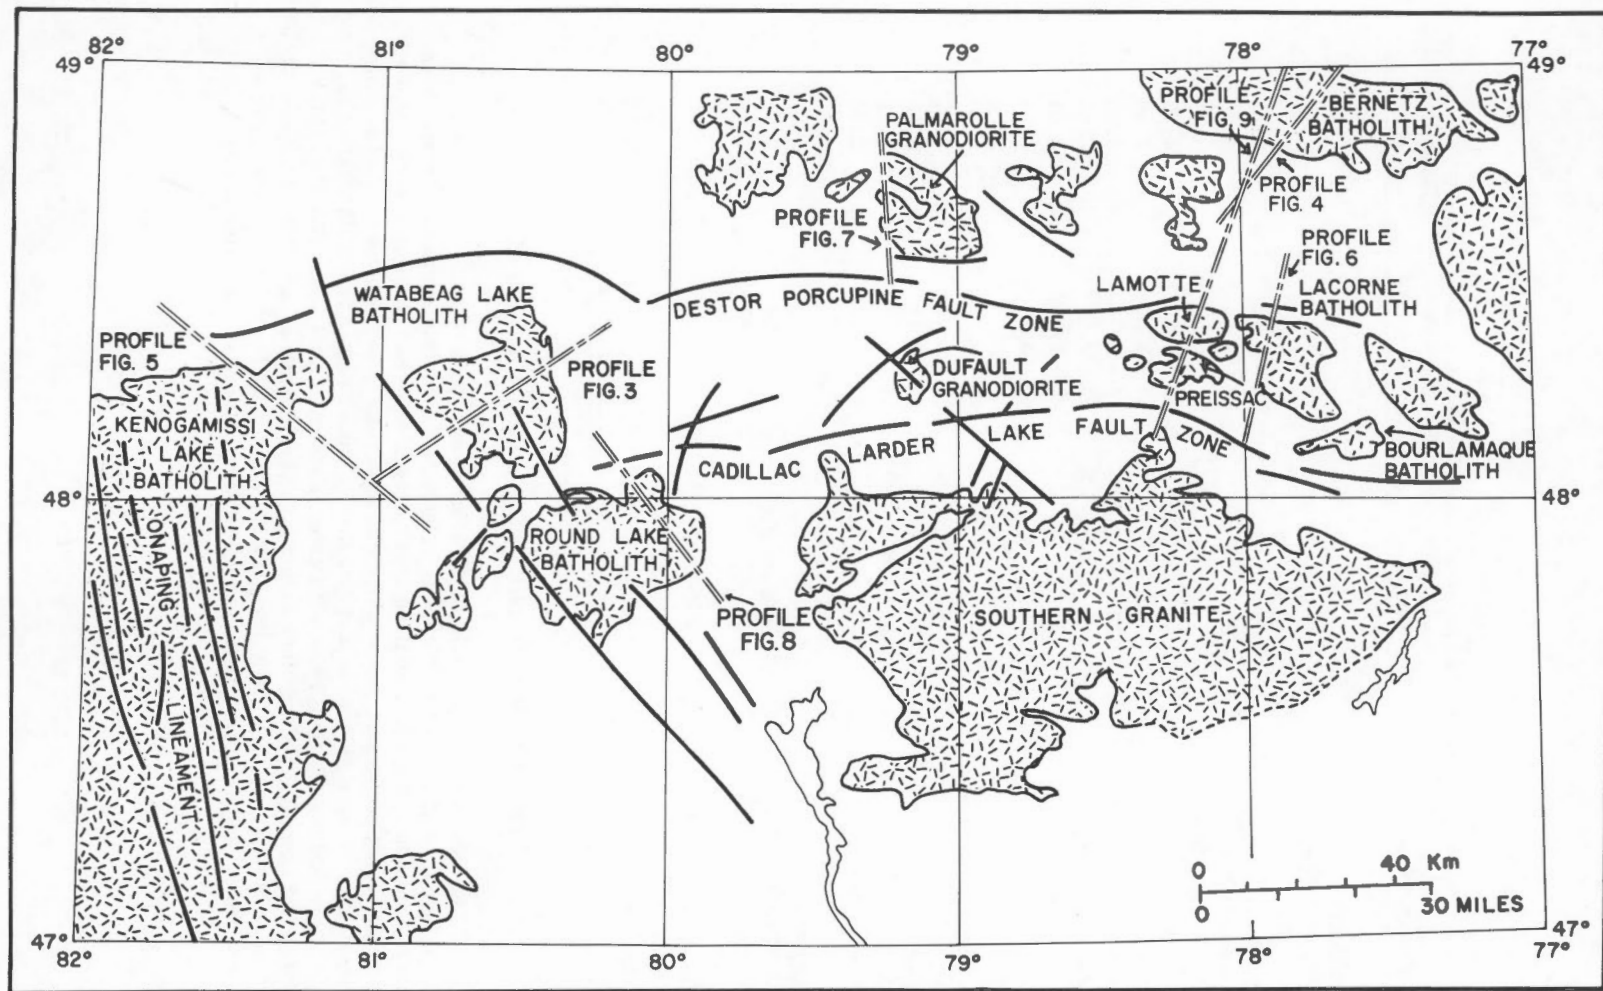 82°
81°
80°
79°
78°
77°
49°
49°
PROFILE
FIG. 9
BERNETZ
BATHOLITH
PALMAROLLE
GRANODIORITE
PROFILE
FIG. 4
PROFILE
FIG. 7
PROFILE
FIG. 6
WATABEAG LAKE
BATHOLITH
DESTOR PORCUPINE FAULT ZONE
LAMOTTE
LACORNE
BATHOLITH
PROFILE
FIG. 5
PROFILE
FIG. 3
DUFAULT
GRANODIORITE
PREISSAC
KENOGAMISSI
LAKE
BATHOLITH
CADILLAC LARDER LAKE FAULT ZONE
BOURLAMAQUE
BATHOLITH
48°
48°
ONAPING LINEAMENT
ROUND LAKE
BATHOLITH
PROFILE
FIG. 8
SOUTHERN GRANITE
0 40 Km
0 30 MILES
47°
47°
82°
81°
80°
79°
78°
77°